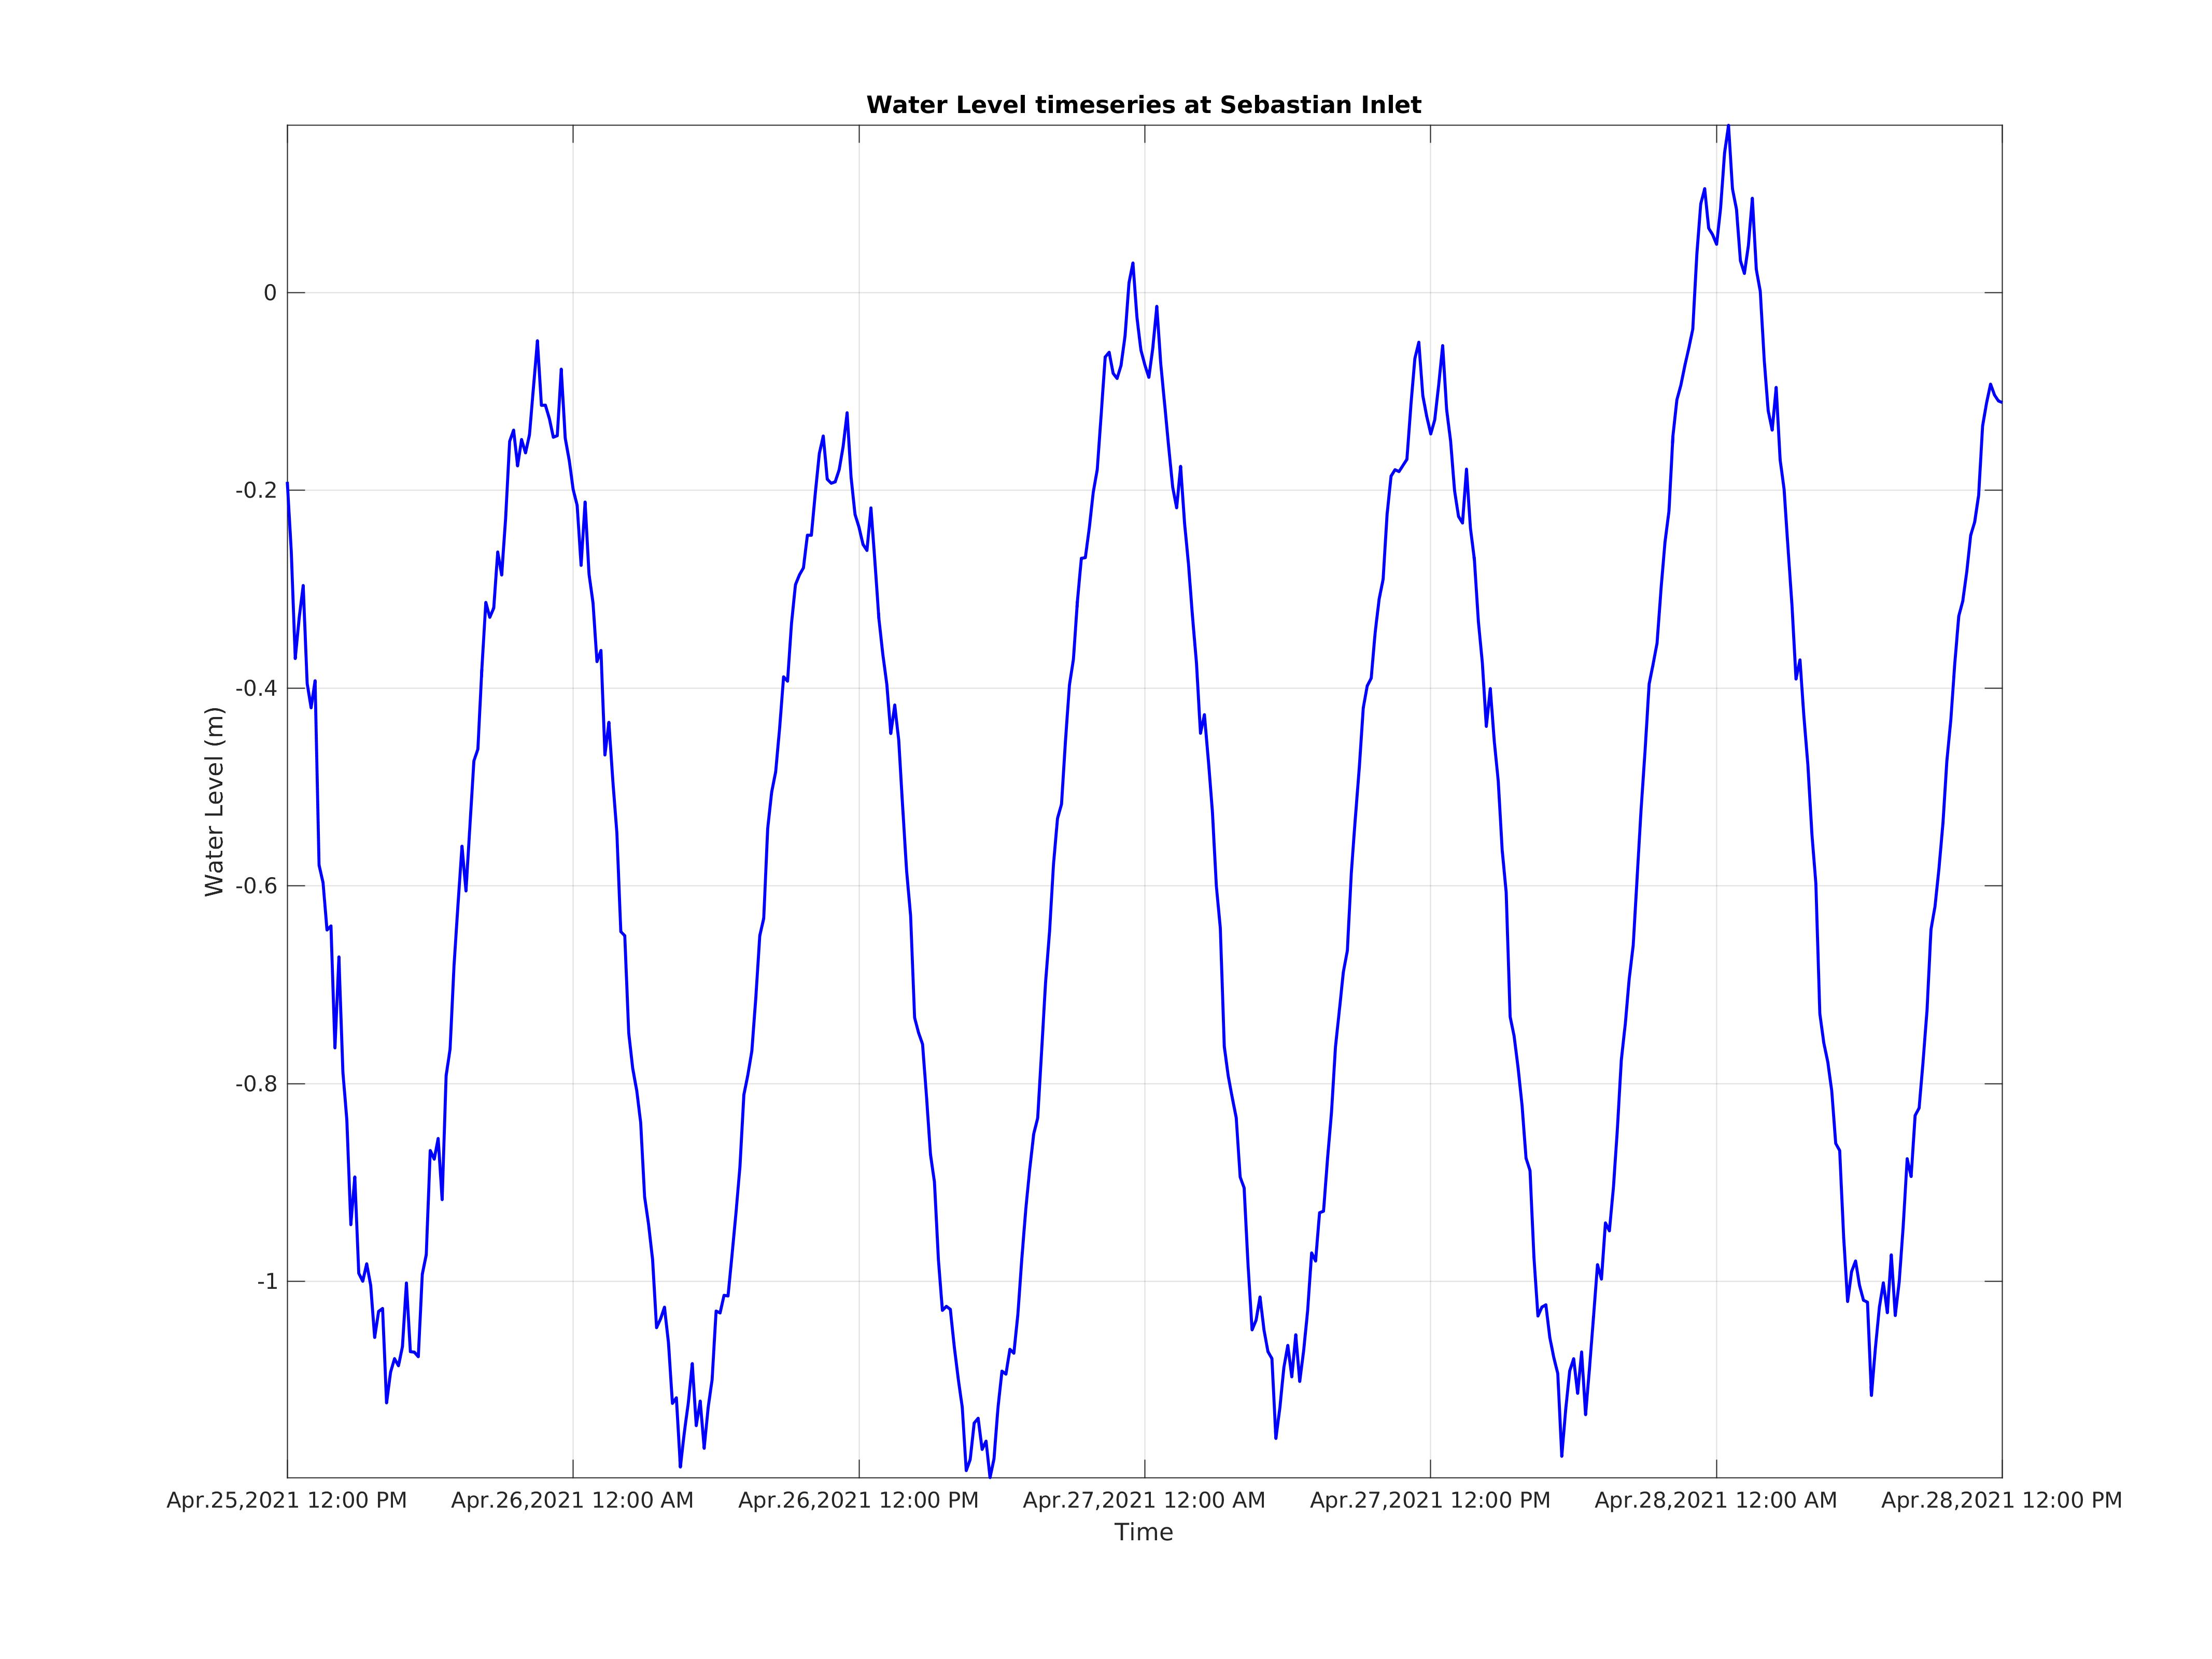 Water Level timeseries at Sebastian Inlet
0
-0.2
-0.4
-0.6
-0.8
-1
Water Level (m)
Apr.25,2021 12:00 PM Apr.26,2021 12:00 AM Apr.26,2021 12:00 PM Apr.27,2021 12:00 AM Apr.27,2021 12:00 PM Apr.28,2021 12:00 AM Apr.28,2021 12:00 PM
Time